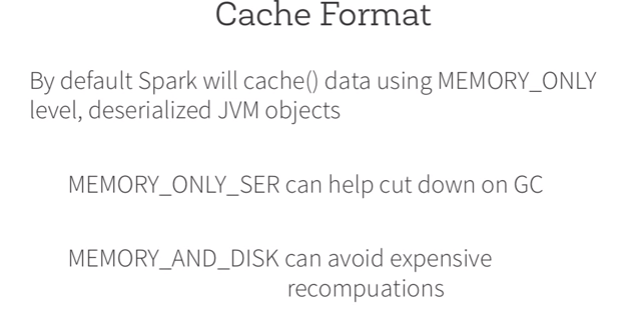 Cache Format
By default Spark will cache() data using MEMORY_ONLY
level, deserialized JVM objects
MEMORY_ONLY_SER can help cut down on GC
MEMORY_AND_DISK can avoid expensive
recompuations